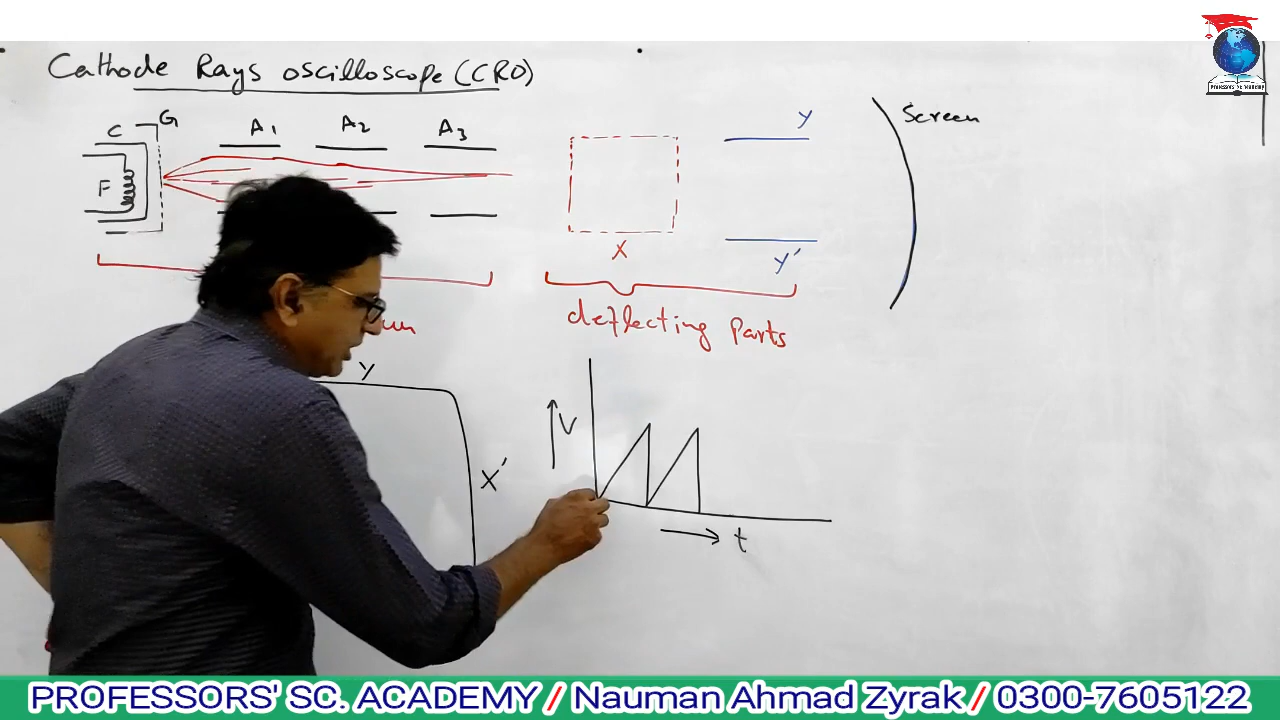 Cathode Rays oscilloscope (CRO)
C G A1 A2 A3
F
y
Screen
X
y'
deflecting parts
y
V
X'
t
PROFESSORS' SC. ACADEMY / Nauman Ahmad Zyrak / 0300-7605122